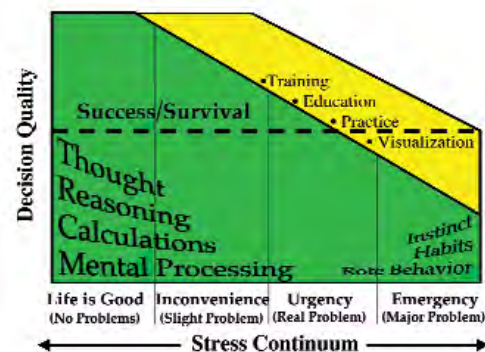 Decision Quality
Success/Survival
• Training
• Education
• Practice
• Visualization
Thought
Reasoning
Calculations
Mental Processing
Instinct
Habits
Rote Behavior
Life is Good
(No Problems)
Inconvenience
(Slight Problem)
Urgency
(Real Problem)
Emergency
(Major Problem)
Stress Continuum